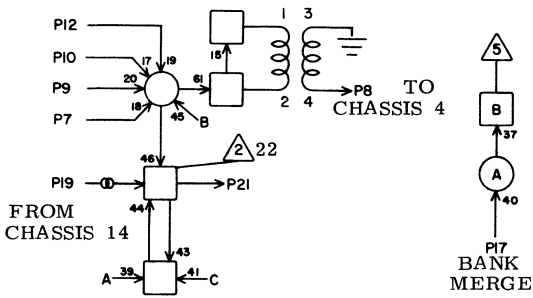 P12
1 3
P10
17 19 15
P9
20 61
P8 TO
5
18
2 4
CHASSIS 4
P7
45 B
B
37
46
2 22
A
P19
P21
40
FROM
44
CHASSIS 14
43
P17
A 39 41 C
BANK
MERGE